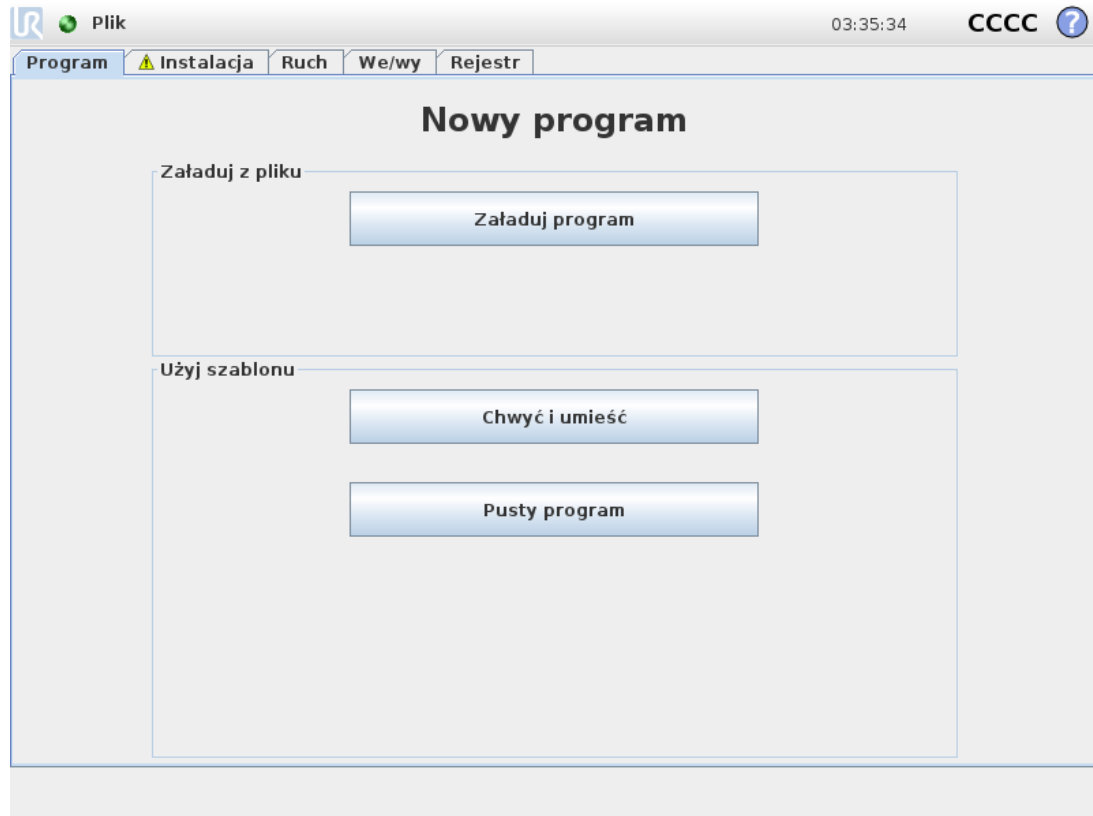 UR Plik 03:35:34 CCCC ?
Program Instalacja Ruch We/wy Rejestr
Nowy program
Załaduj z pliku
Załaduj program
Użyj szablonu
Chwyć i umieść
Pusty program